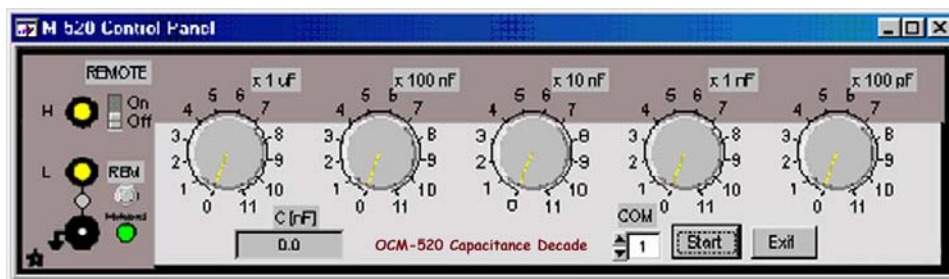 M-520 Control Panel
REMOTE
On
Off
H
L
REM
x 1 uF
x 100 nF
x 10 nF
x 1 nF
x 100 pF
0 1 2 3 4 5 6 7 8 9 10 11
0 1 2 3 4 5 6 7 8 9 10 11
0 1 2 3 4 5 6 7 8 9 10 11
0 1 2 3 4 5 6 7 8 9 10 11
0 1 2 3 4 5 6 7 8 9 10 11
C [nF]
0.0
OCM-520 Capacitance Decade
COM
1
Start
Exit